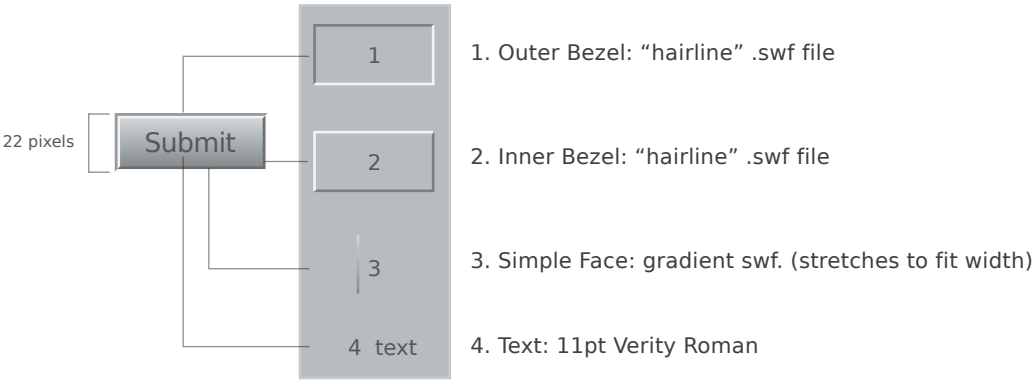 1
1. Outer Bezel: “hairline” .swf file
22 pixels
Submit
2
2. Inner Bezel: “hairline” .swf file
3
3. Simple Face: gradient swf. (stretches to fit width)
4 text
4. Text: 11pt Verity Roman